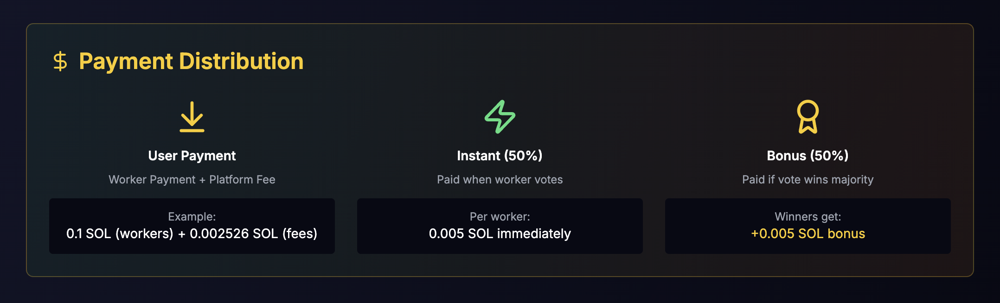 Payment Distribution
User Payment
Worker Payment + Platform Fee
Example:
0.1 SOL (workers) + 0.002526 SOL (fees)
Instant (50%)
Paid when worker votes
Per worker:
0.005 SOL immediately
Bonus (50%)
Paid if vote wins majority
Winners get:
+0.005 SOL bonus